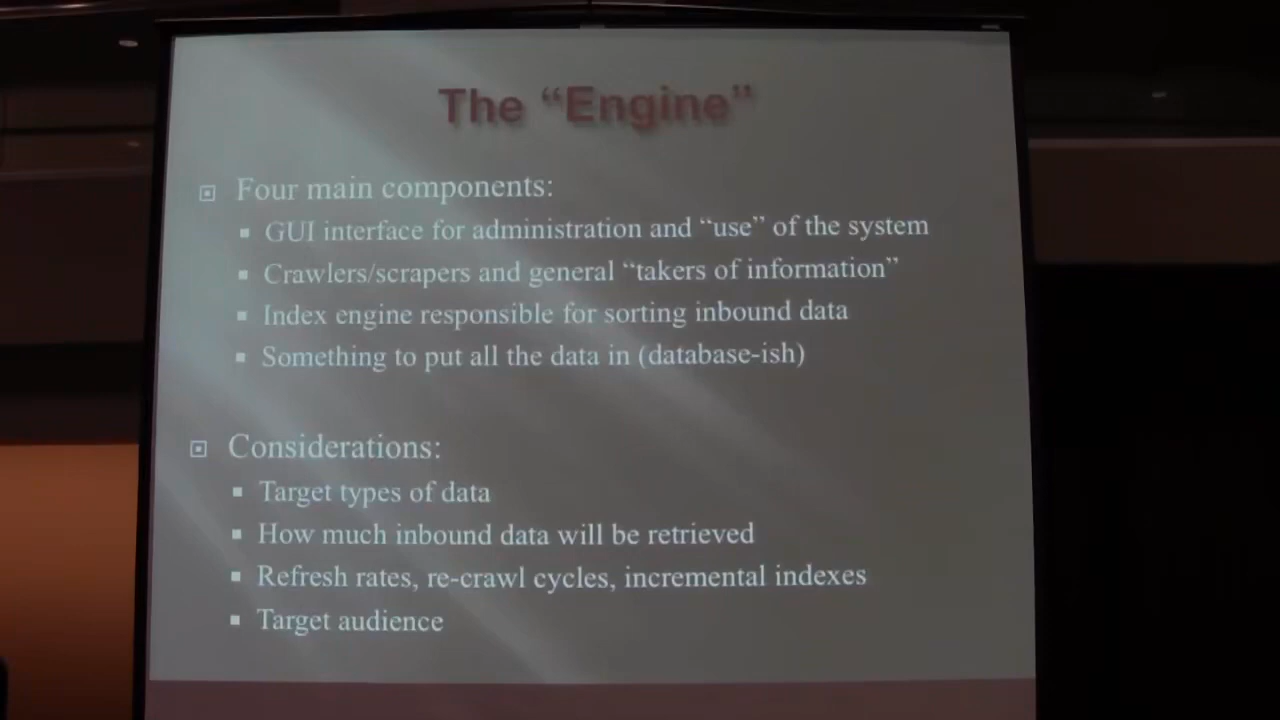 The “Engine”
Four main components:
GUI interface for administration and “use” of the system
Crawlers/scrapers and general “takers of information”
Index engine responsible for sorting inbound data
Something to put all the data in (database-ish)
Considerations:
Target types of data
How much inbound data will be retrieved
Refresh rates, re-crawl cycles, incremental indexes
Target audience